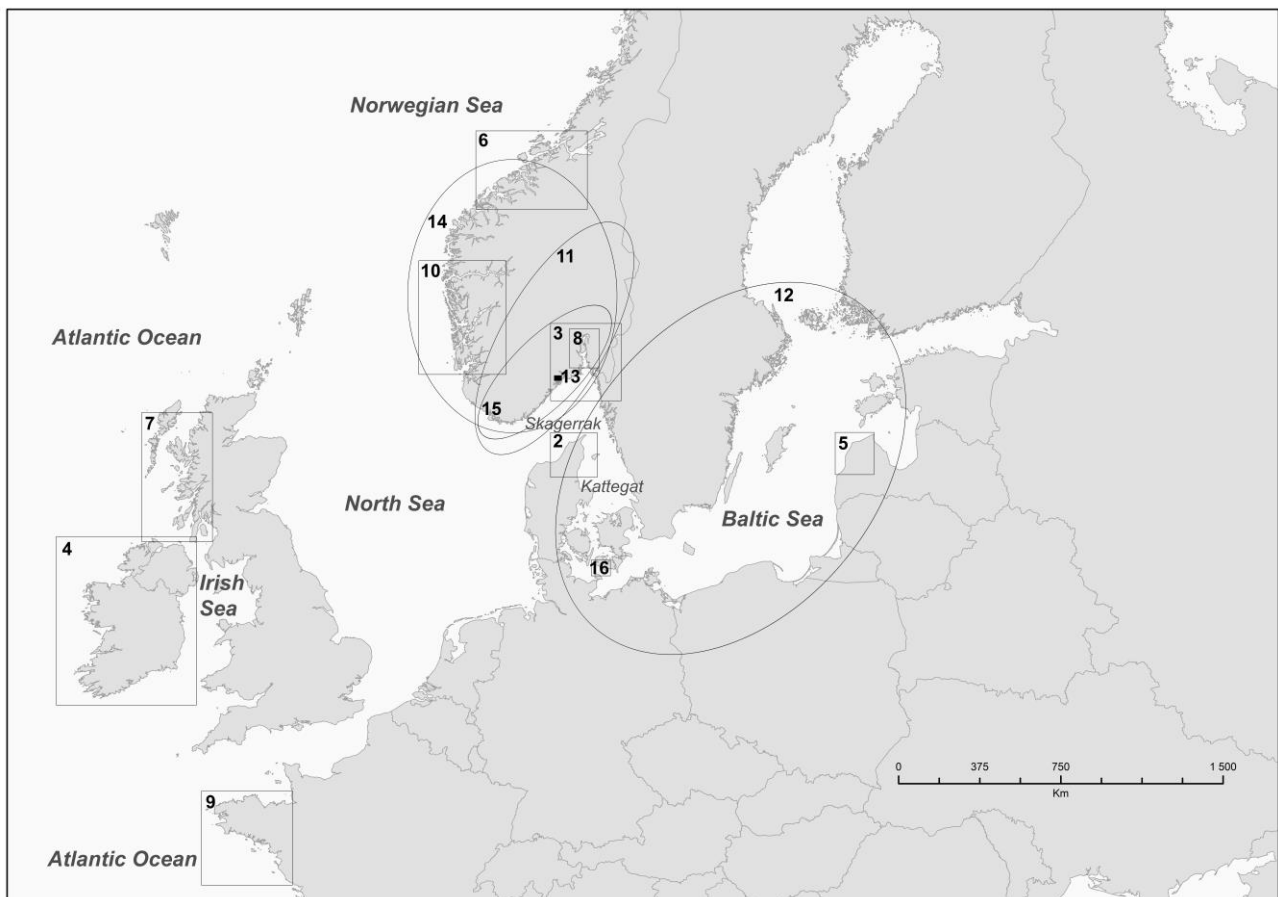 Norwegian Sea
6
14
11
10
12
Atlantic Ocean
3
8
13
15
7
Skagerrak
2
5
Kattegat
North Sea
Baltic Sea
4
16
Irish
Sea
0
375
750
1 500
Km
9
Atlantic Ocean